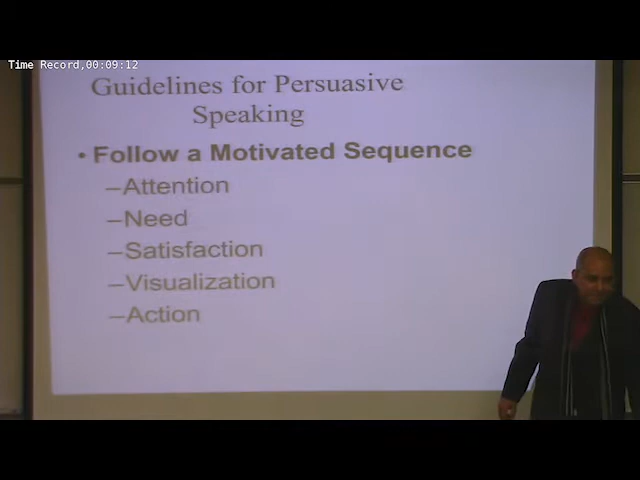 Time Record,00:09:12
Guidelines for Persuasive
Speaking
• Follow a Motivated Sequence
–Attention
–Need
–Satisfaction
–Visualization
–Action